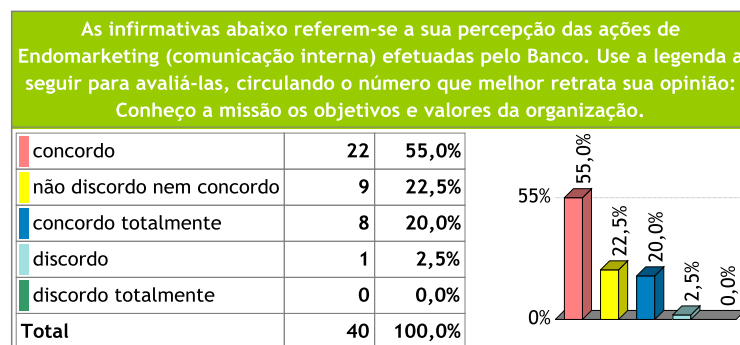 As infirmativas abaixo referem-se a sua percepção das ações de
Endomarketing (comunicação interna) efetuadas pelo Banco. Use a legenda a
seguir para avaliá-las, circulando o número que melhor retrata sua opinião:
Conheço a missão os objetivos e valores da organização.
concordo 22 55,0%
não discordo nem concordo 9 22,5%
concordo totalmente 8 20,0%
discordo 1 2,5%
discordo totalmente 0 0,0%
Total 40 100,0%
55%
0%
55,0%
22,5%
20,0%
2,5%
0,0%